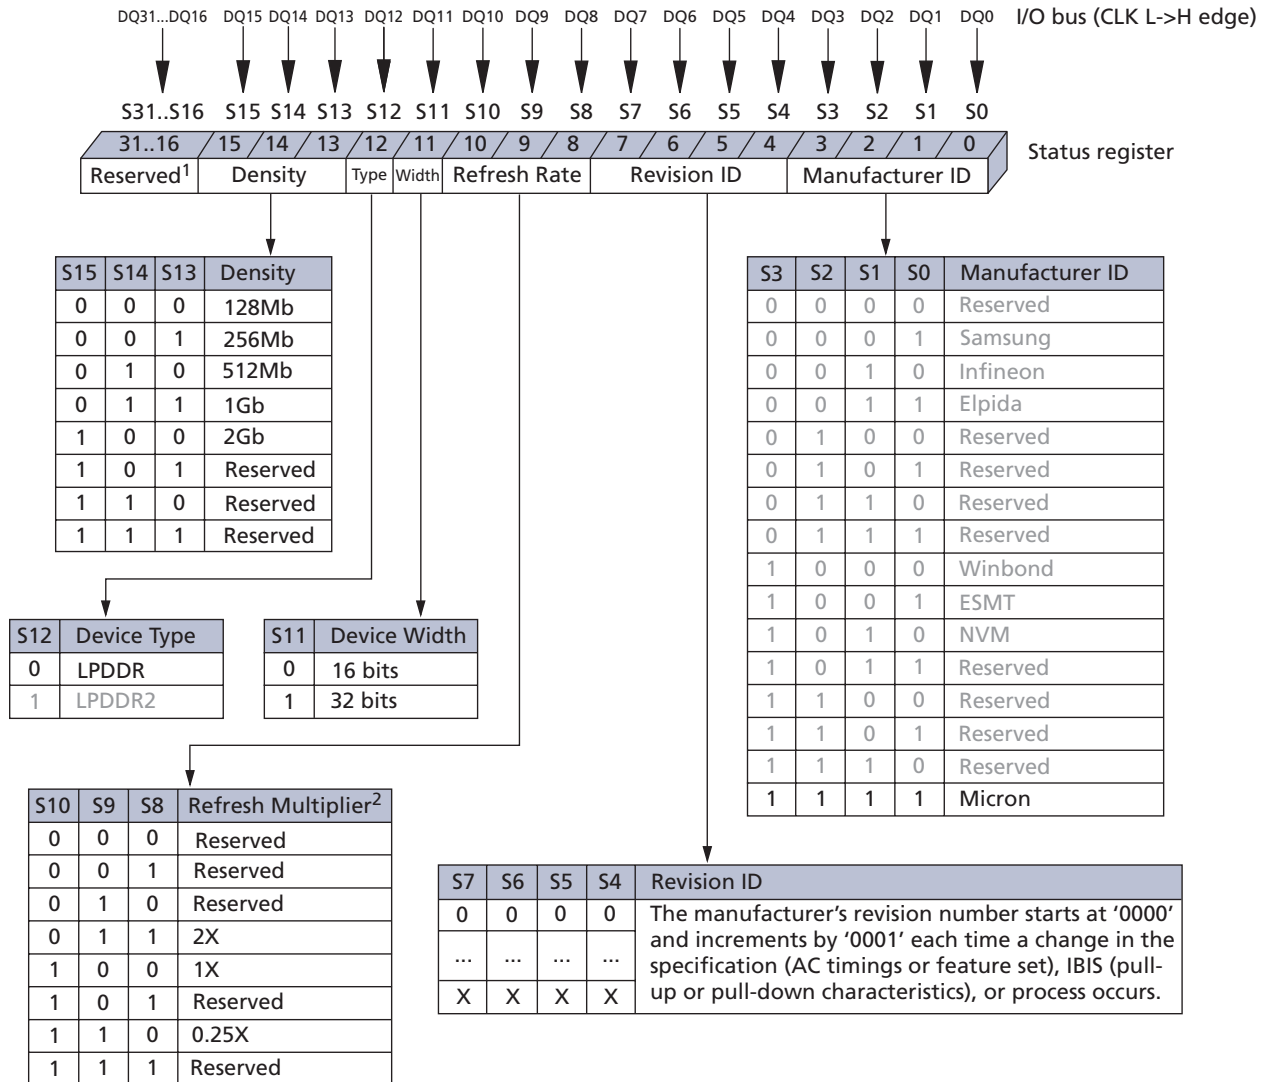 DQ31...DQ16 DQ15 DQ14 DQ13 DQ12 DQ11 DQ10 DQ9 DQ8 DQ7 DQ6 DQ5 DQ4 DQ3 DQ2 DQ1 DQ0 I/O bus (CLK L->H edge)
S31..S16 S15 S14 S13 S12 S11 S10 S9 S8 S7 S6 S5 S4 S3 S2 S1 S0
31..16 15 14 13 12 11 10 9 8 7 6 5 4 3 2 1 0 Status register
Reserved1 Density Type Width Refresh Rate Revision ID Manufacturer ID
S15 S14 S13 Density
0 0 0 128Mb
0 0 1 256Mb
0 1 0 512Mb
0 1 1 1Gb
1 0 0 2Gb
1 0 1 Reserved
1 1 0 Reserved
1 1 1 Reserved
S3 S2 S1 S0 Manufacturer ID
0 0 0 0 Reserved
0 0 0 1 Samsung
0 0 1 0 Infineon
0 0 1 1 Elpida
0 1 0 0 Reserved
0 1 0 1 Reserved
0 1 1 0 Reserved
0 1 1 1 Reserved
1 0 0 0 Winbond
1 0 0 1 ESMT
1 0 1 0 NVM
1 0 1 1 Reserved
1 1 0 0 Reserved
1 1 0 1 Reserved
1 1 1 0 Reserved
1 1 1 1 Micron
S12 Device Type
0 LPDDR
1 LPDDR2
S11 Device Width
0 16 bits
1 32 bits
S10 S9 S8 Refresh Multiplier2
0 0 0 Reserved
0 0 1 Reserved
0 1 0 Reserved
0 1 1 2X
1 0 0 1X
1 0 1 Reserved
1 1 0 0.25X
1 1 1 Reserved
S7 S6 S5 S4 Revision ID
0 0 0 0 The manufacturer's revision number starts at '0000'
and increments by '0001' each time a change in the
... ... ... ... specification (AC timings or feature set), IBIS (pull-
X X X X up or pull-down characteristics), or process occurs.